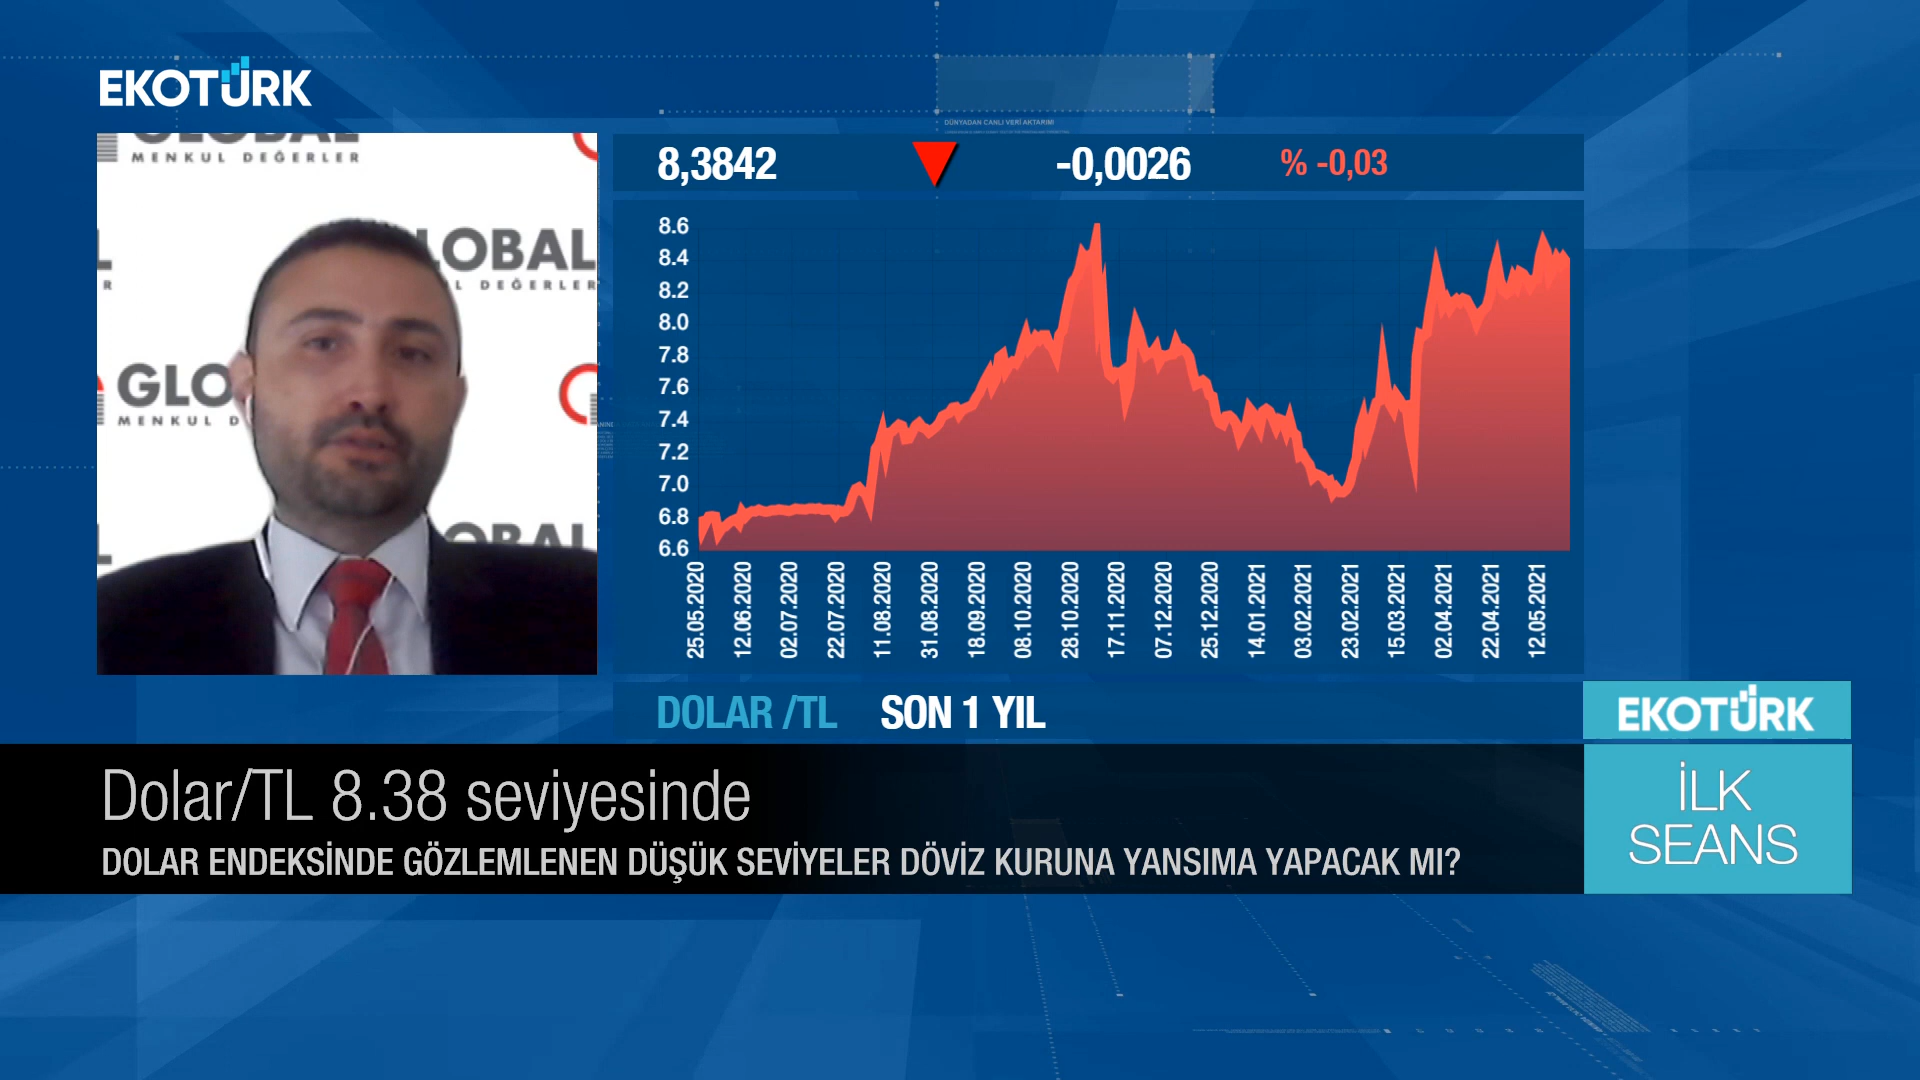 EKOTÜRK
GLOBAL
MENKUL DEĞERLER
LOBAL
L DEĞERLER
GLO
MENKUL D
OBAL
DÜNYADAN CANLI VERİ AKTARIMI
8,3842
-0,0026
% -0,03
8.6
8.4
8.2
8.0
7.8
7.6
7.4
7.2
7.0
6.8
6.6
25.05.2020
12.06.2020
02.07.2020
22.07.2020
11.08.2020
31.08.2020
18.09.2020
08.10.2020
28.10.2020
17.11.2020
07.12.2020
25.12.2020
14.01.2021
03.02.2021
23.02.2021
15.03.2021
02.04.2021
22.04.2021
12.05.2021
DOLAR /TL SON 1 YIL
EKOTÜRK
İLK
SEANS
Dolar/TL 8.38 seviyesinde
DOLAR ENDEKSİNDE GÖZLEMLENEN DÜŞÜK SEVİYELER DÖVİZ KURUNA YANSIMA YAPACAK MI?